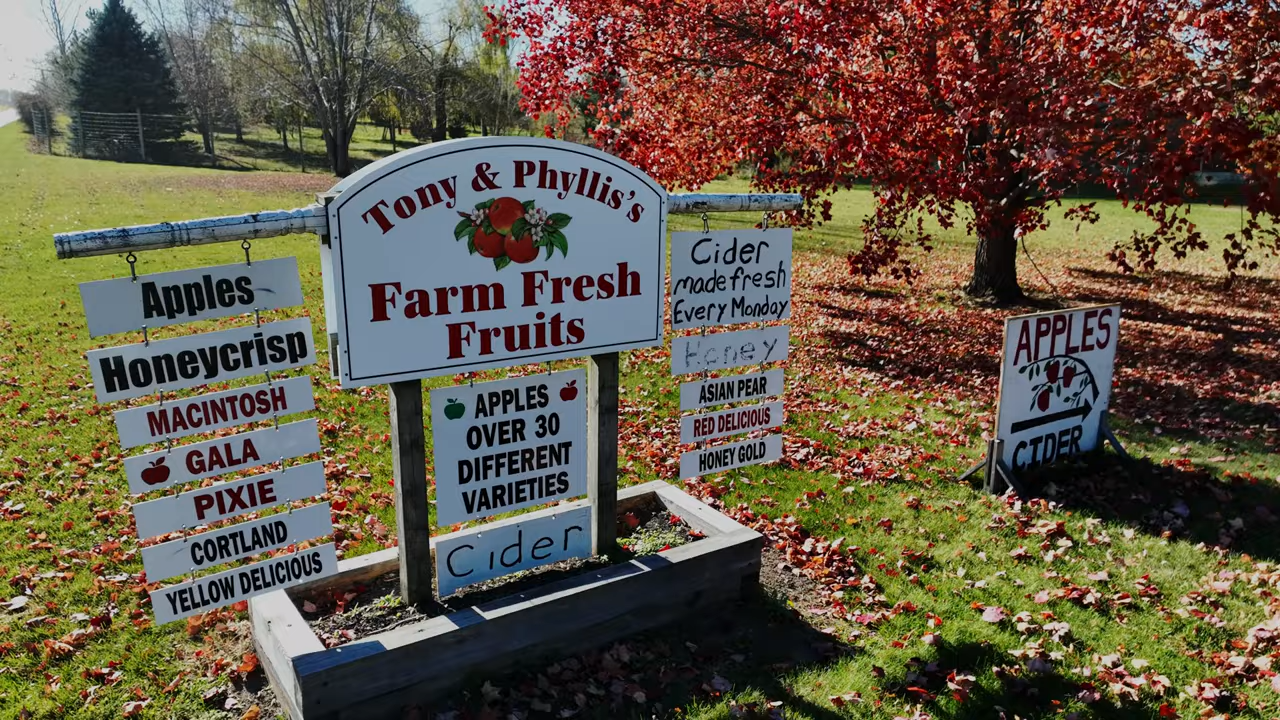 Tony & Phyllis's
Farm Fresh
Fruits
Apples
Honeycrisp
MACINTOSH
GALA
PIXIE
CORTLAND
YELLOW DELICIOUS
APPLES
OVER 30
DIFFERENT
VARIETIES
Cider
Cider
made fresh
Every Monday
Honey
ASIAN PEAR
RED DELICIOUS
HONEY GOLD
APPLES
CIDER